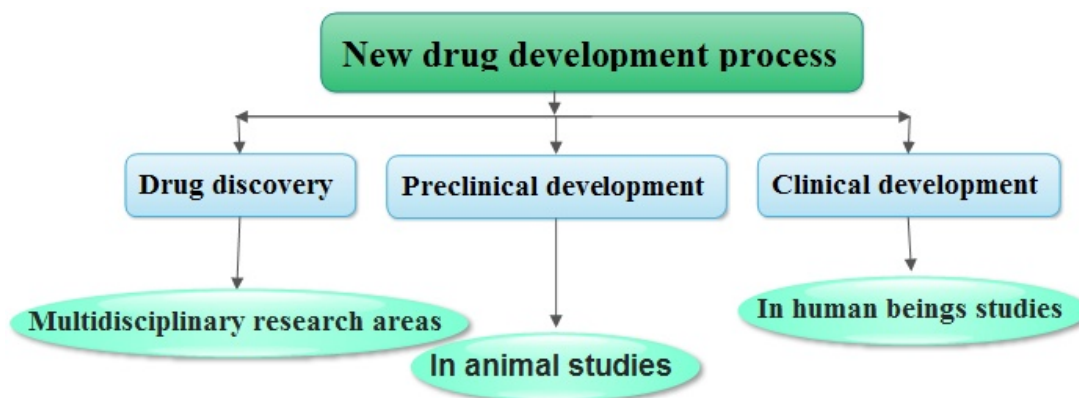 New drug development process
Drug discovery
Preclinical development
Clinical development
Multidisciplinary research areas
In animal studies
In human beings studies